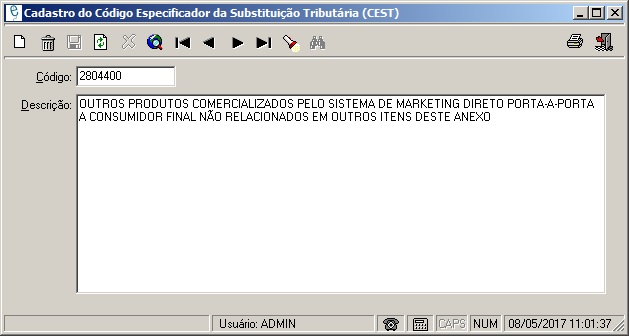 Cadastro do Código Especificador da Substituição Tributária (CEST)
Código: 2804400
Descrição: OUTROS PRODUTOS COMERCIALIZADOS PELO SISTEMA DE MARKETING DIRETO PORTA-A-PORTA
A CONSUMIDOR FINAL NÃO RELACIONADOS EM OUTROS ITENS DESTE ANEXO
Usuário: ADMIN CAPS NUM 08/05/2017 11:01:37